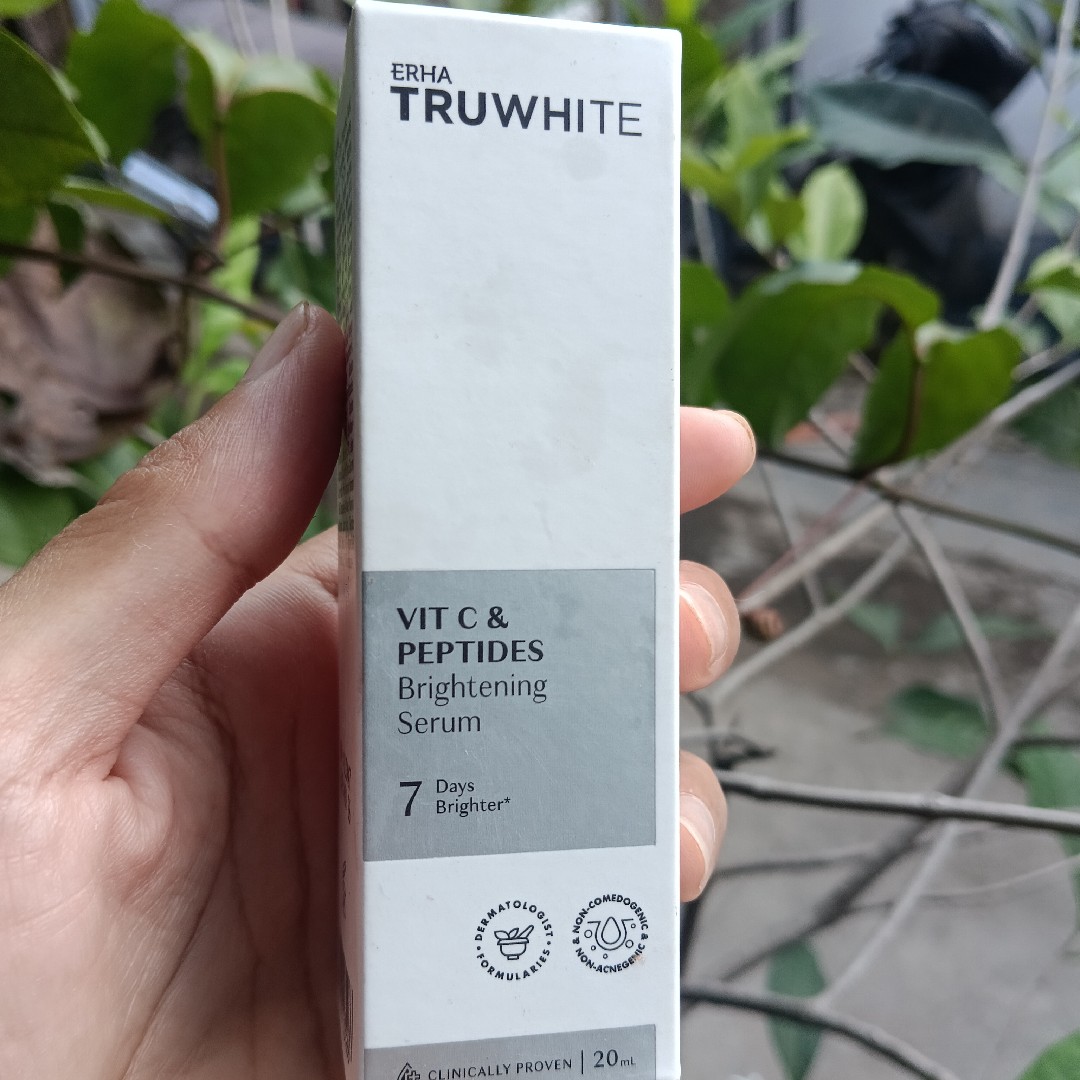 ERHA
TRUWHITE
VIT C &
PEPTIDES
Brightening
Serum
7 Days
Brighter*
• DERMATOLOGIST • FORMULARIES
& NON-COMEDOGENIC & NON-ACNEGENIC
CLINICALLY PROVEN | 20mL